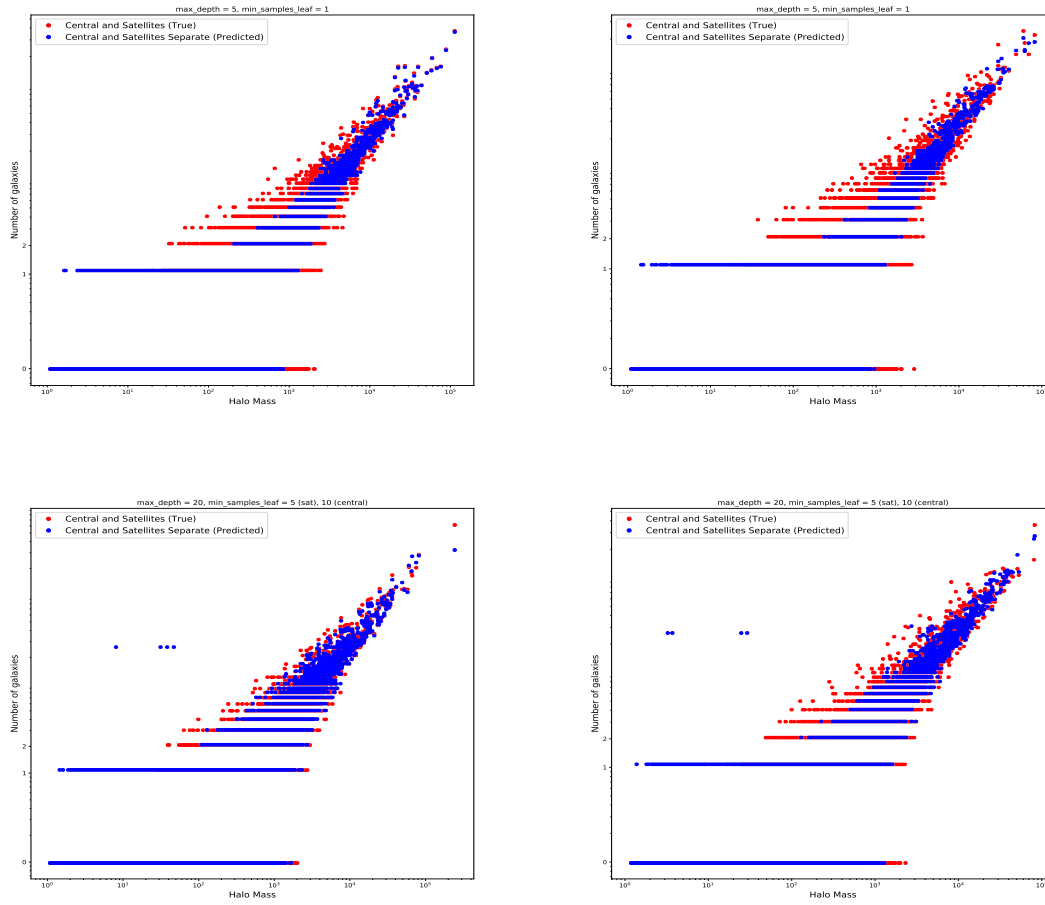 max_depth = 5, min_samples_leaf = 1
Central and Satellites (True)
Central and Satellites Separate (Predicted)
Number of galaxies
2
1
0
10⁰
10¹
10²
10³
10⁴
10⁵
Halo Mass
max_depth = 5, min_samples_leaf = 1
Central and Satellites (True)
Central and Satellites Separate (Predicted)
Number of galaxies
2
1
0
10⁰
10¹
10²
10³
10⁴
Halo Mass
max_depth = 20, min_samples_leaf = 5 (sat), 10 (central)
Central and Satellites (True)
Central and Satellites Separate (Predicted)
Number of galaxies
2
1
0
10⁰
10¹
10²
10³
10⁴
10⁵
Halo Mass
max_depth = 20, min_samples_leaf = 5 (sat), 10 (central)
Central and Satellites (True)
Central and Satellites Separate (Predicted)
Number of galaxies
2
1
0
10⁰
10¹
10²
10³
10⁴
Halo Mass